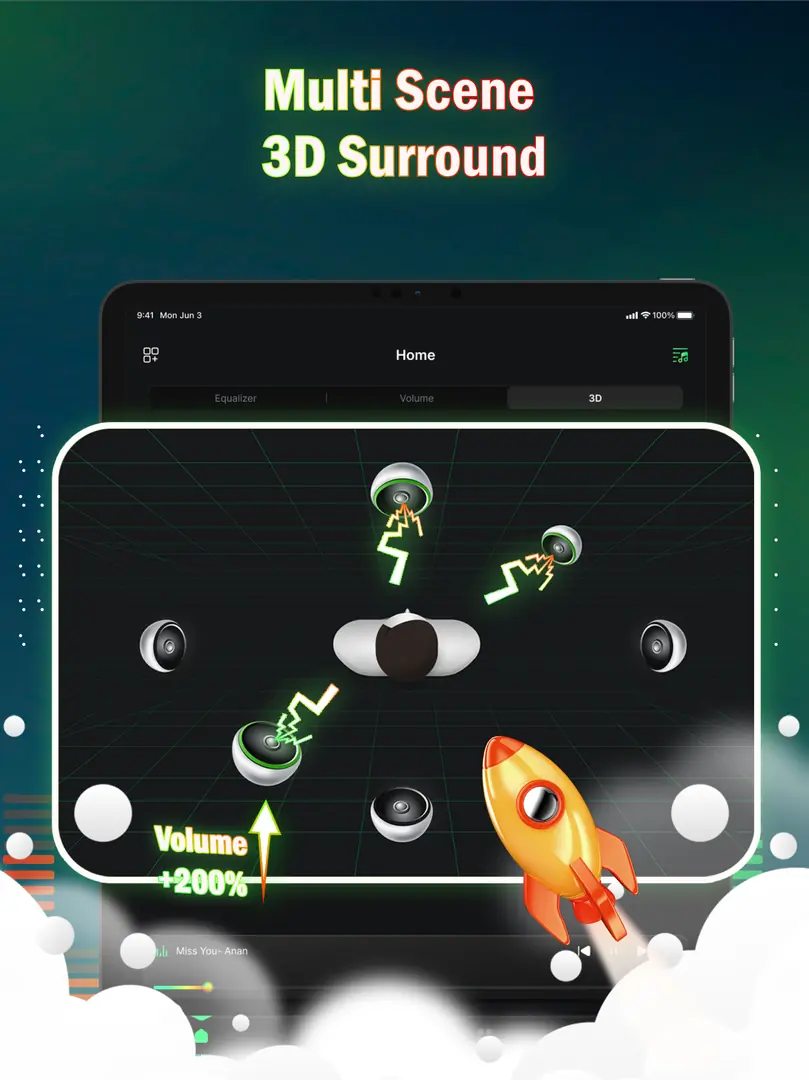 Multi Scene
3D Surround
9:41 Mon Jun 3
100%
Home
Equalizer
Volume
3D
Volume
+200%
Miss You- Anan